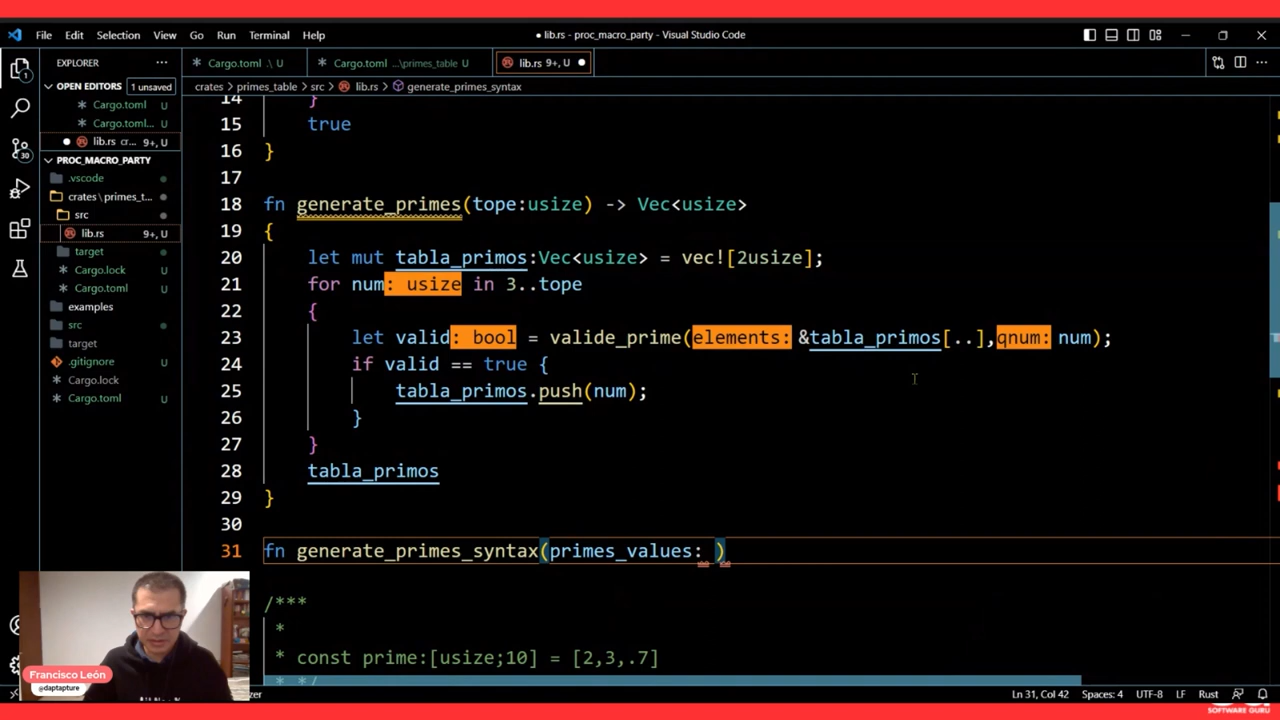 File Edit Selection View Go Run Terminal Help
● lib.rs - proc_macro_party - Visual Studio Code
EXPLORER
OPEN EDITORS 1 unsaved
Cargo.toml U
Cargo.toml... U
lib.rs cr... 9+, U
PROC_MACRO_PARTY
.vscode
crates \ primes_t...
src
lib.rs 9+, U
target
Cargo.lock U
Cargo.toml U
examples
src
target
.gitignore U
Cargo.lock
Cargo.toml U
Cargo.toml .\ U
Cargo.toml ...\primes_table U
lib.rs 9+, U
crates > primes_table > src > lib.rs > generate_primes_syntax
14 }
15 true
16 }
17
18 fn generate_primes(tope:usize) -> Vec<usize>
19 {
20 let mut tabla_primos:Vec<usize> = vec![2usize];
21 for num: usize in 3..tope
22 {
23 let valid: bool = valide_prime(elements: &tabla_primos[..],qnum: num);
24 if valid == true {
25 tabla_primos.push(num);
26 }
27 }
28 tabla_primos
29 }
30
31 fn generate_primes_syntax(primes_values: )
/***
*
* const prime:[usize;10] = [2,3,.7]
* */
Francisco León
@daptapture
Ln 31, Col 42 Spaces: 4 UTF-8 LF Rust
SOFTWARE GURU